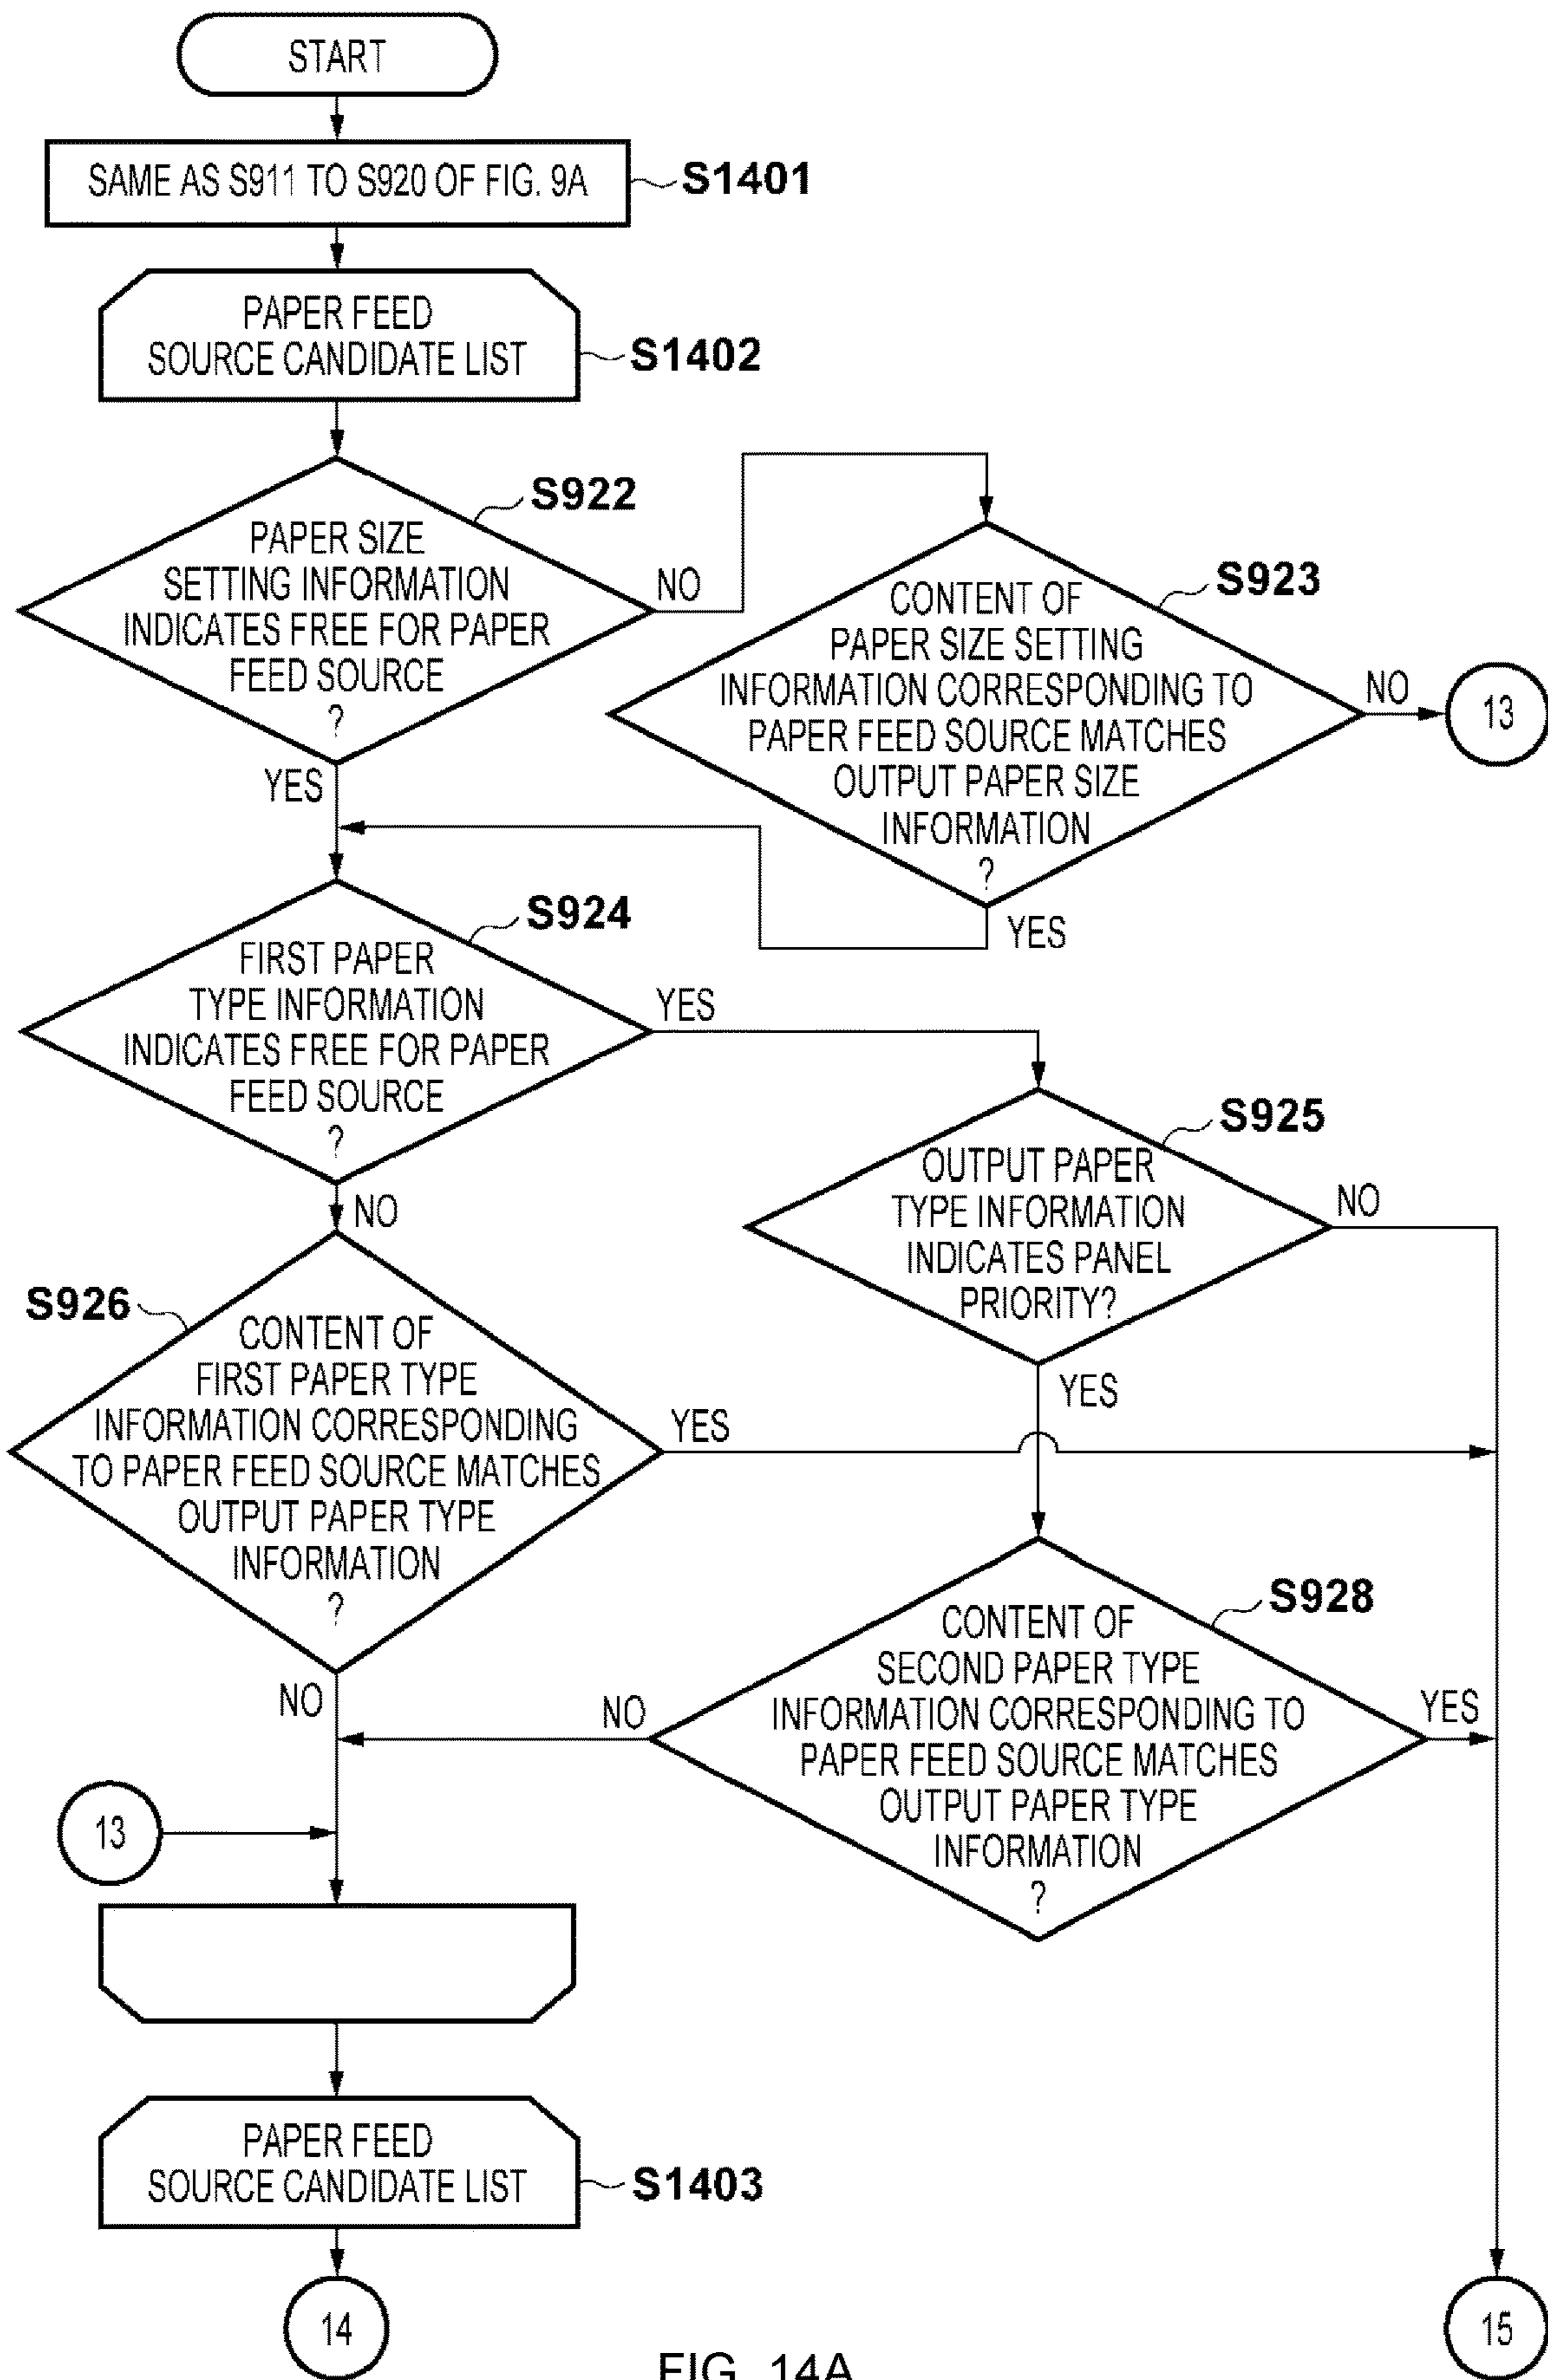 START
SAME AS S911 TO S920 OF FIG. 9A
S1401
PAPER FEED
SOURCE CANDIDATE LIST
S1402
S922
PAPER SIZE
SETTING INFORMATION
INDICATES FREE FOR PAPER
FEED SOURCE
?
NO
YES
S923
CONTENT OF
PAPER SIZE SETTING
INFORMATION CORRESPONDING TO
PAPER FEED SOURCE MATCHES
OUTPUT PAPER SIZE
INFORMATION
?
NO
13
YES
S924
FIRST PAPER
TYPE INFORMATION
INDICATES FREE FOR PAPER
FEED SOURCE
?
YES
NO
S925
OUTPUT PAPER
TYPE INFORMATION
INDICATES PANEL
PRIORITY?
NO
YES
S926
CONTENT OF
FIRST PAPER TYPE
INFORMATION CORRESPONDING
TO PAPER FEED SOURCE MATCHES
OUTPUT PAPER TYPE
INFORMATION
?
YES
NO
S928
CONTENT OF
SECOND PAPER TYPE
INFORMATION CORRESPONDING TO
PAPER FEED SOURCE MATCHES
OUTPUT PAPER TYPE
INFORMATION
?
NO
YES
13
PAPER FEED
SOURCE CANDIDATE LIST
S1403
14
15
FIG. 14A